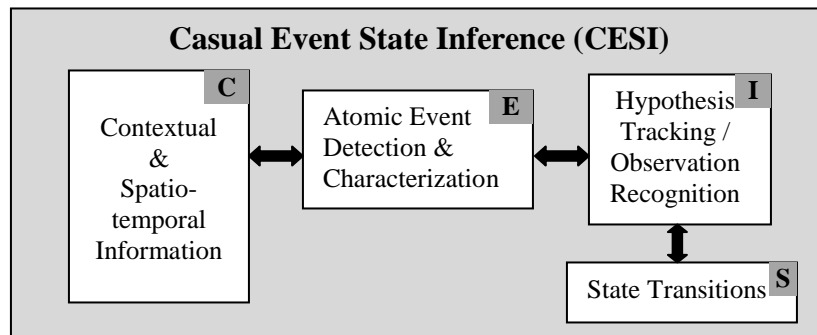 Casual Event State Inference (CESI)
C
Contextual
&
Spatio-
temporal
Information
E
Atomic Event
Detection &
Characterization
I
Hypothesis
Tracking /
Observation
Recognition
S
State Transitions